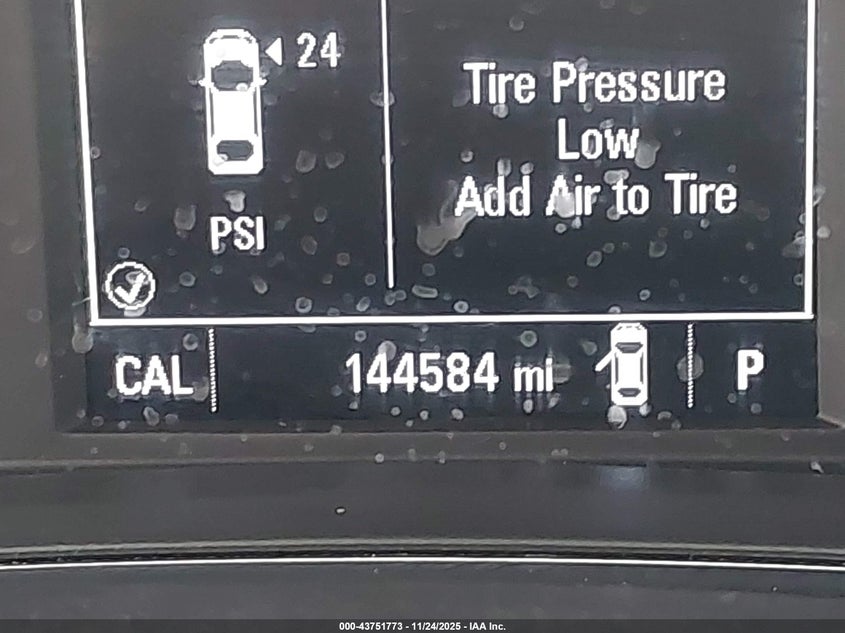 24
PSI
Tire Pressure
Low
Add Air to Tire
CAL 144584 mi P
000-43751773 - 11/24/2025 - IAA Inc.